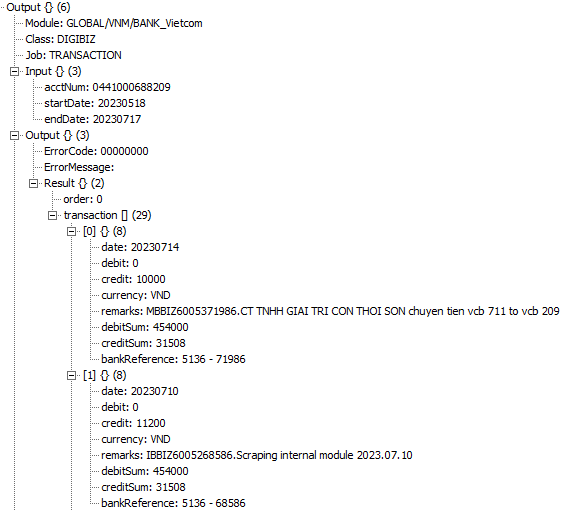 Output {} (6)
Module: GLOBAL/VNM/BANK_Vietcom
Class: DIGIBIZ
Job: TRANSACTION
Input {} (3)
acctNum: 0441000688209
startDate: 20230518
endDate: 20230717
Output {} (3)
ErrorCode: 00000000
ErrorMessage:
Result {} (2)
order: 0
transaction [] (29)
[0] {} (8)
date: 20230714
debit: 0
credit: 10000
currency: VND
remarks: MBBIZ6005371986.CT TNHH GIAI TRI CON THOI SON chuyen tien vcb 711 to vcb 209
debitSum: 454000
creditSum: 31508
bankReference: 5136 - 71986
[1] {} (8)
date: 20230710
debit: 0
credit: 11200
currency: VND
remarks: IBBIZ6005268586.Scraping internal module 2023.07.10
debitSum: 454000
creditSum: 31508
bankReference: 5136 - 68586